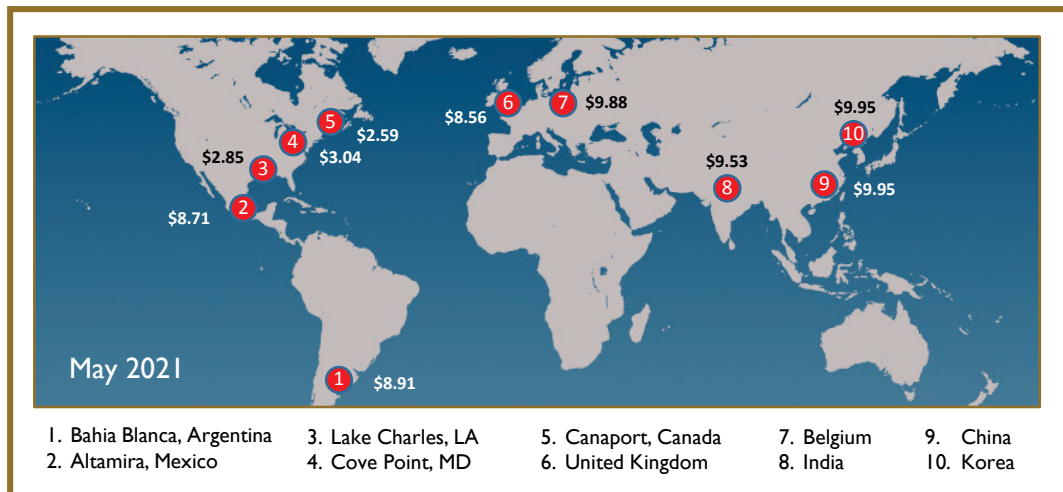 $9.95
6
7
$9.88
$8.56
10
5
$2.59
4
$2.85
$3.04
$9.53
3
8
9
$9.95
2
$8.71
May 2021
1
$8.91
1. Bahia Blanca, Argentina
2. Altamira, Mexico
3. Lake Charles, LA
4. Cove Point, MD
5. Canaport, Canada
6. United Kingdom
7. Belgium
8. India
9. China
10. Korea